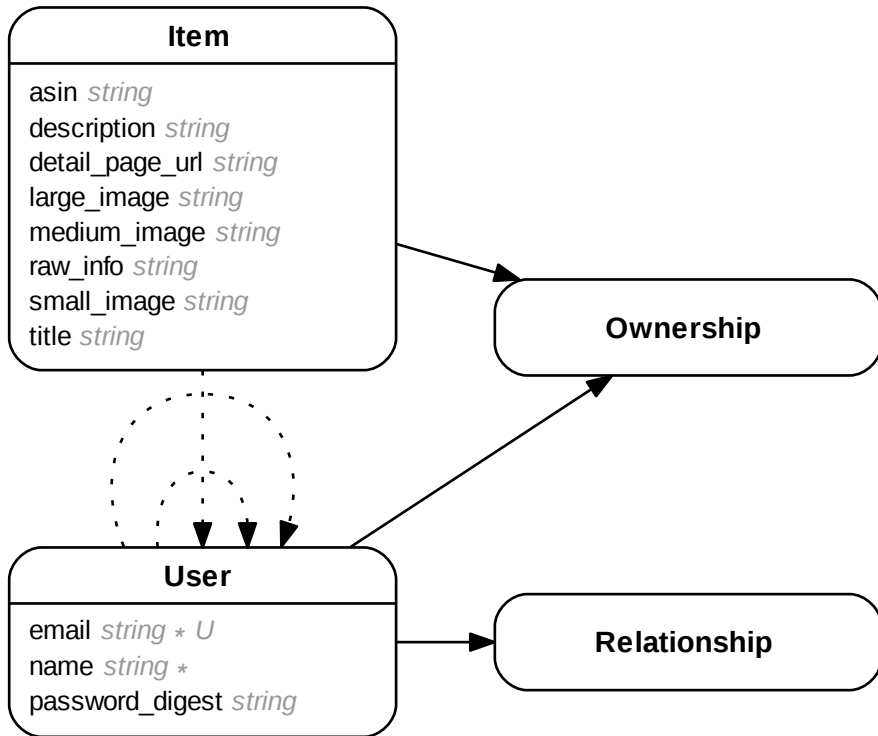 Item
asin string
description string
detail_page_url string
large_image string
medium_image string
raw_info string
small_image string
title string
Ownership
User
email string * U
name string *
password_digest string
Relationship